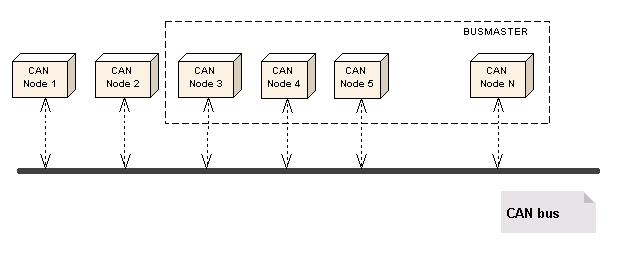 BUSMASTER
CAN
Node 1
CAN
Node 2
CAN
Node 3
CAN
Node 4
CAN
Node 5
CAN
Node N
CAN bus